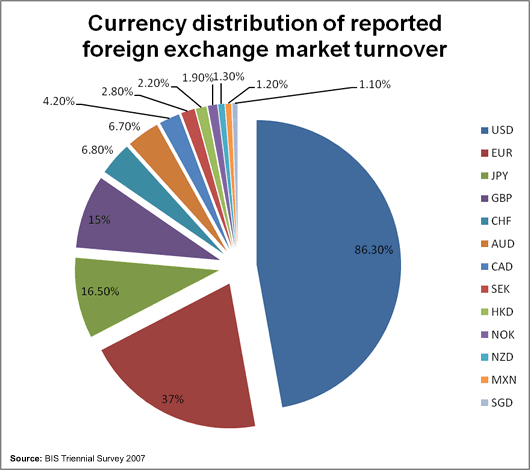 Currency distribution of reported
foreign exchange market turnover
1.90% 1.30%
2.20% 1.20% 1.10%
2.80%
4.20%
6.70%
6.80%
15%
16.50%
37%
86.30%
USD
EUR
JPY
GBP
CHF
AUD
CAD
SEK
HKD
NOK
NZD
MXN
SGD
Source: BIS Triennial Survey 2007